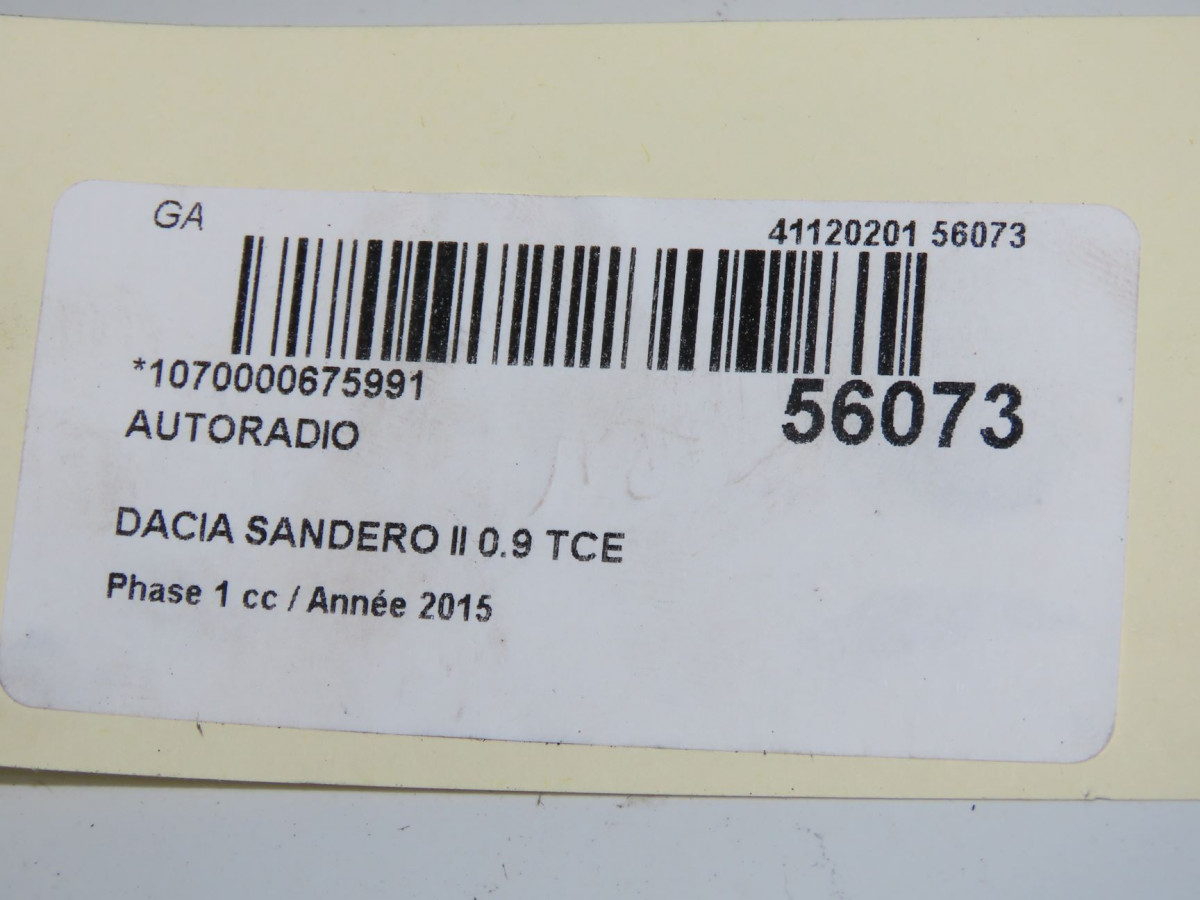 GA
41120201 56073
*1070000675991
56073
AUTORADIO
DACIA SANDERO II 0.9 TCE
Phase 1 cc / Année 2015